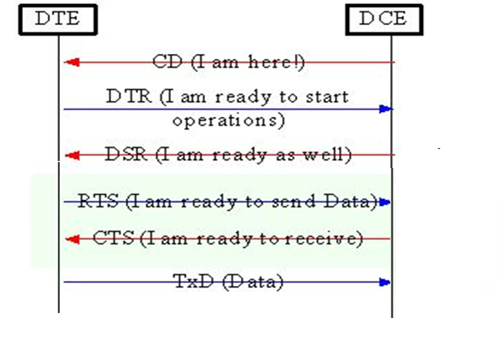 DTE DCE
CD (I am here!)
DTR (I am ready to start
operations)
DSR (I am ready as well)
RTS (I am ready to send Data)
CTS (I am ready to receive)
TxD (Data)